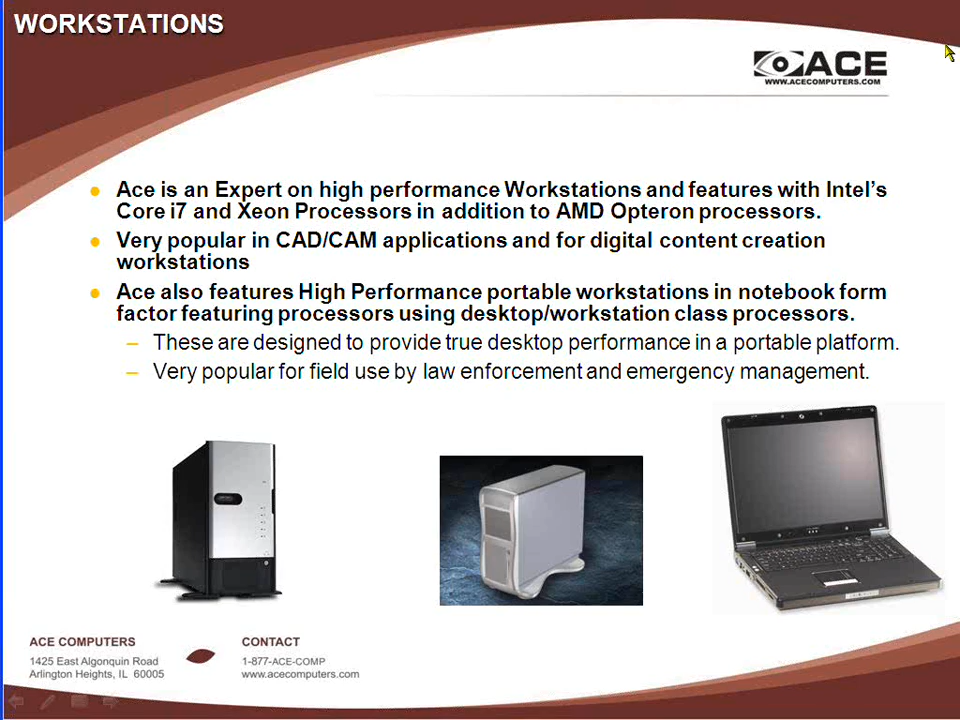 WORKSTATIONS
ACE
WWW.ACECOMPUTERS.COM
Ace is an Expert on high performance Workstations and features with Intel’s
Core i7 and Xeon Processors in addition to AMD Opteron processors.
Very popular in CAD/CAM applications and for digital content creation
workstations
Ace also features High Performance portable workstations in notebook form
factor featuring processors using desktop/workstation class processors.
– These are designed to provide true desktop performance in a portable platform.
– Very popular for field use by law enforcement and emergency management.
ACE COMPUTERS
1425 East Algonquin Road
Arlington Heights, IL 60005
CONTACT
1-877-ACE-COMP
www.acecomputers.com